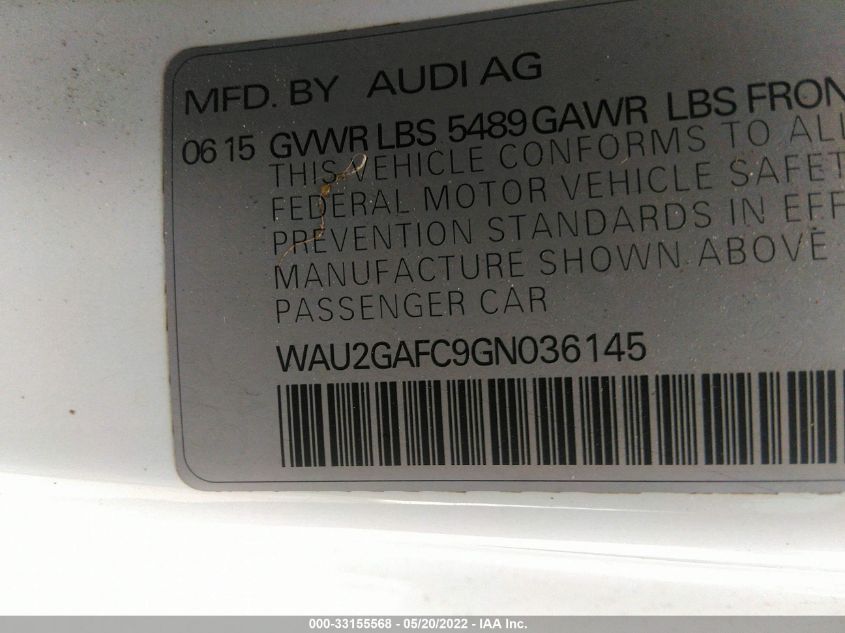 MFD. BY AUDI AG
06 15 GVWR LBS 5489 GAWR LBS FRON
THIS VEHICLE CONFORMS TO ALL
FEDERAL MOTOR VEHICLE SAFET
PREVENTION STANDARDS IN EFF
MANUFACTURE SHOWN ABOVE
PASSENGER CAR
WAU2GAFC9GN036145
000-33155568 - 05/20/2022 - IAA Inc.